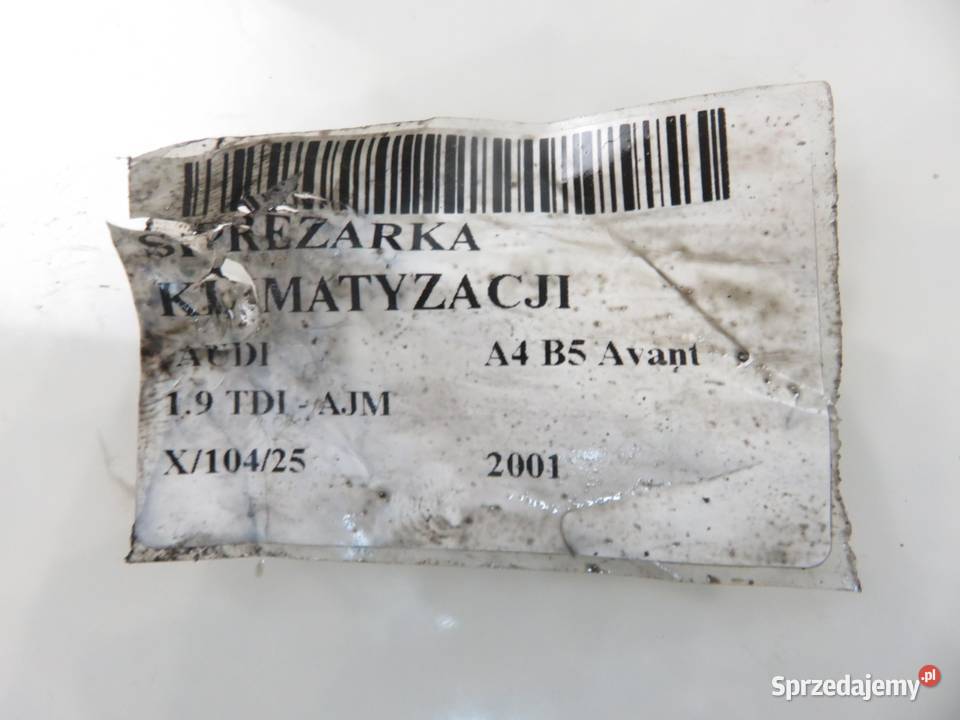 SPREZARKA
KLIMATYZACJI
AUDI A4 B5 Avant
1.9 TDI - AJM
X/104/25 2001
Sprzedajemy.pl